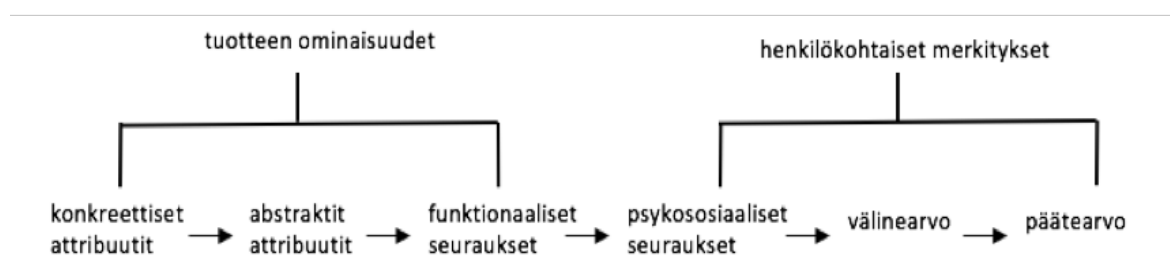 tuotteen ominaisuudet
henkilökohtaiset merkitykset
konkreettiset
attribuutit
abstraktit
attribuutit
funktionaaliset
seuraukset
psykososiaaliset
seuraukset
välinearvo
päätearvo